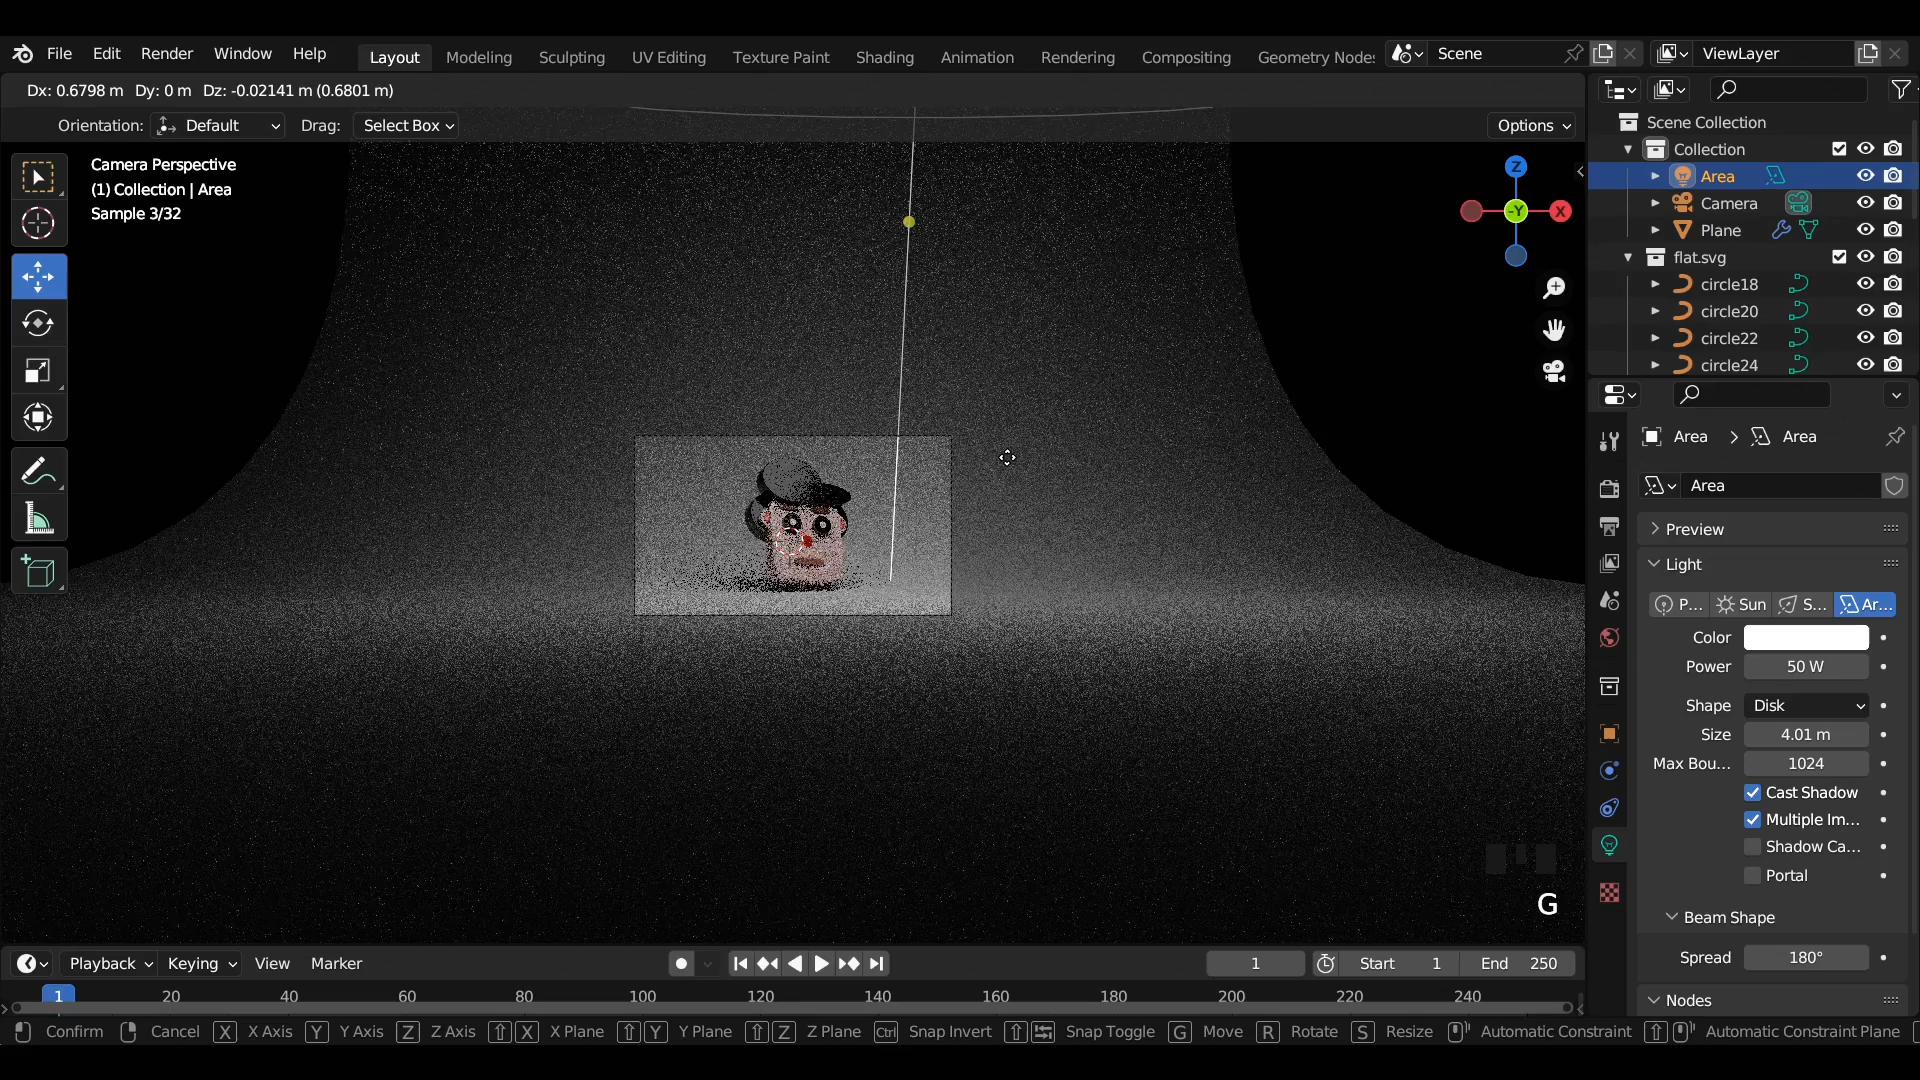 File Edit Render Window Help Layout Modeling Sculpting UV Editing Texture Paint Shading Animation Rendering Compositing Geometry Nodes Scene ViewLayer
Dx: 0.6798 m Dy: 0 m Dz: -0.02141 m (0.6801 m)
Orientation: Default Drag: Select Box Options
Camera Perspective
(1) Collection | Area
Sample 3/32
Z
-Y
X
G
Scene Collection
Collection
Area
Camera
Plane
flat.svg
circle18
circle20
circle22
circle24
Area > Area
Area
Preview
Light
P... Sun S... Ar...
Color
Power 50 W
Shape Disk
Size 4.01 m
Max Bou... 1024
Cast Shadow
Multiple Im...
Shadow Ca...
Portal
Beam Shape
Spread 180°
Nodes
Playback Keying View Marker 1 Start 1 End 250
1 20 40 60 80 100 120 140 160 180 200 220 240
Confirm Cancel X X Axis Y Y Axis Z Z Axis X X Plane Y Y Plane Z Z Plane Ctrl Snap Invert Snap Toggle G Move R Rotate S Resize Automatic Constraint Automatic Constraint Plane